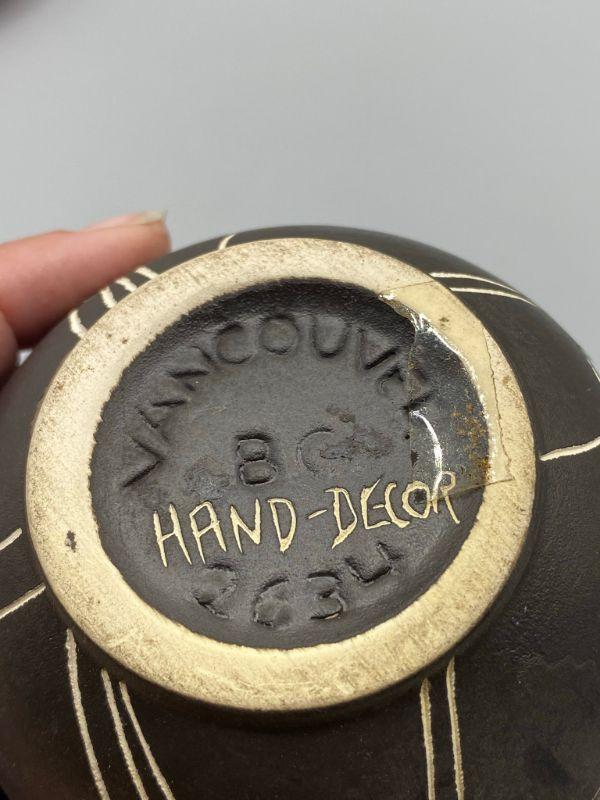 VANCOUVER
BC
HAND-DECOR
2634